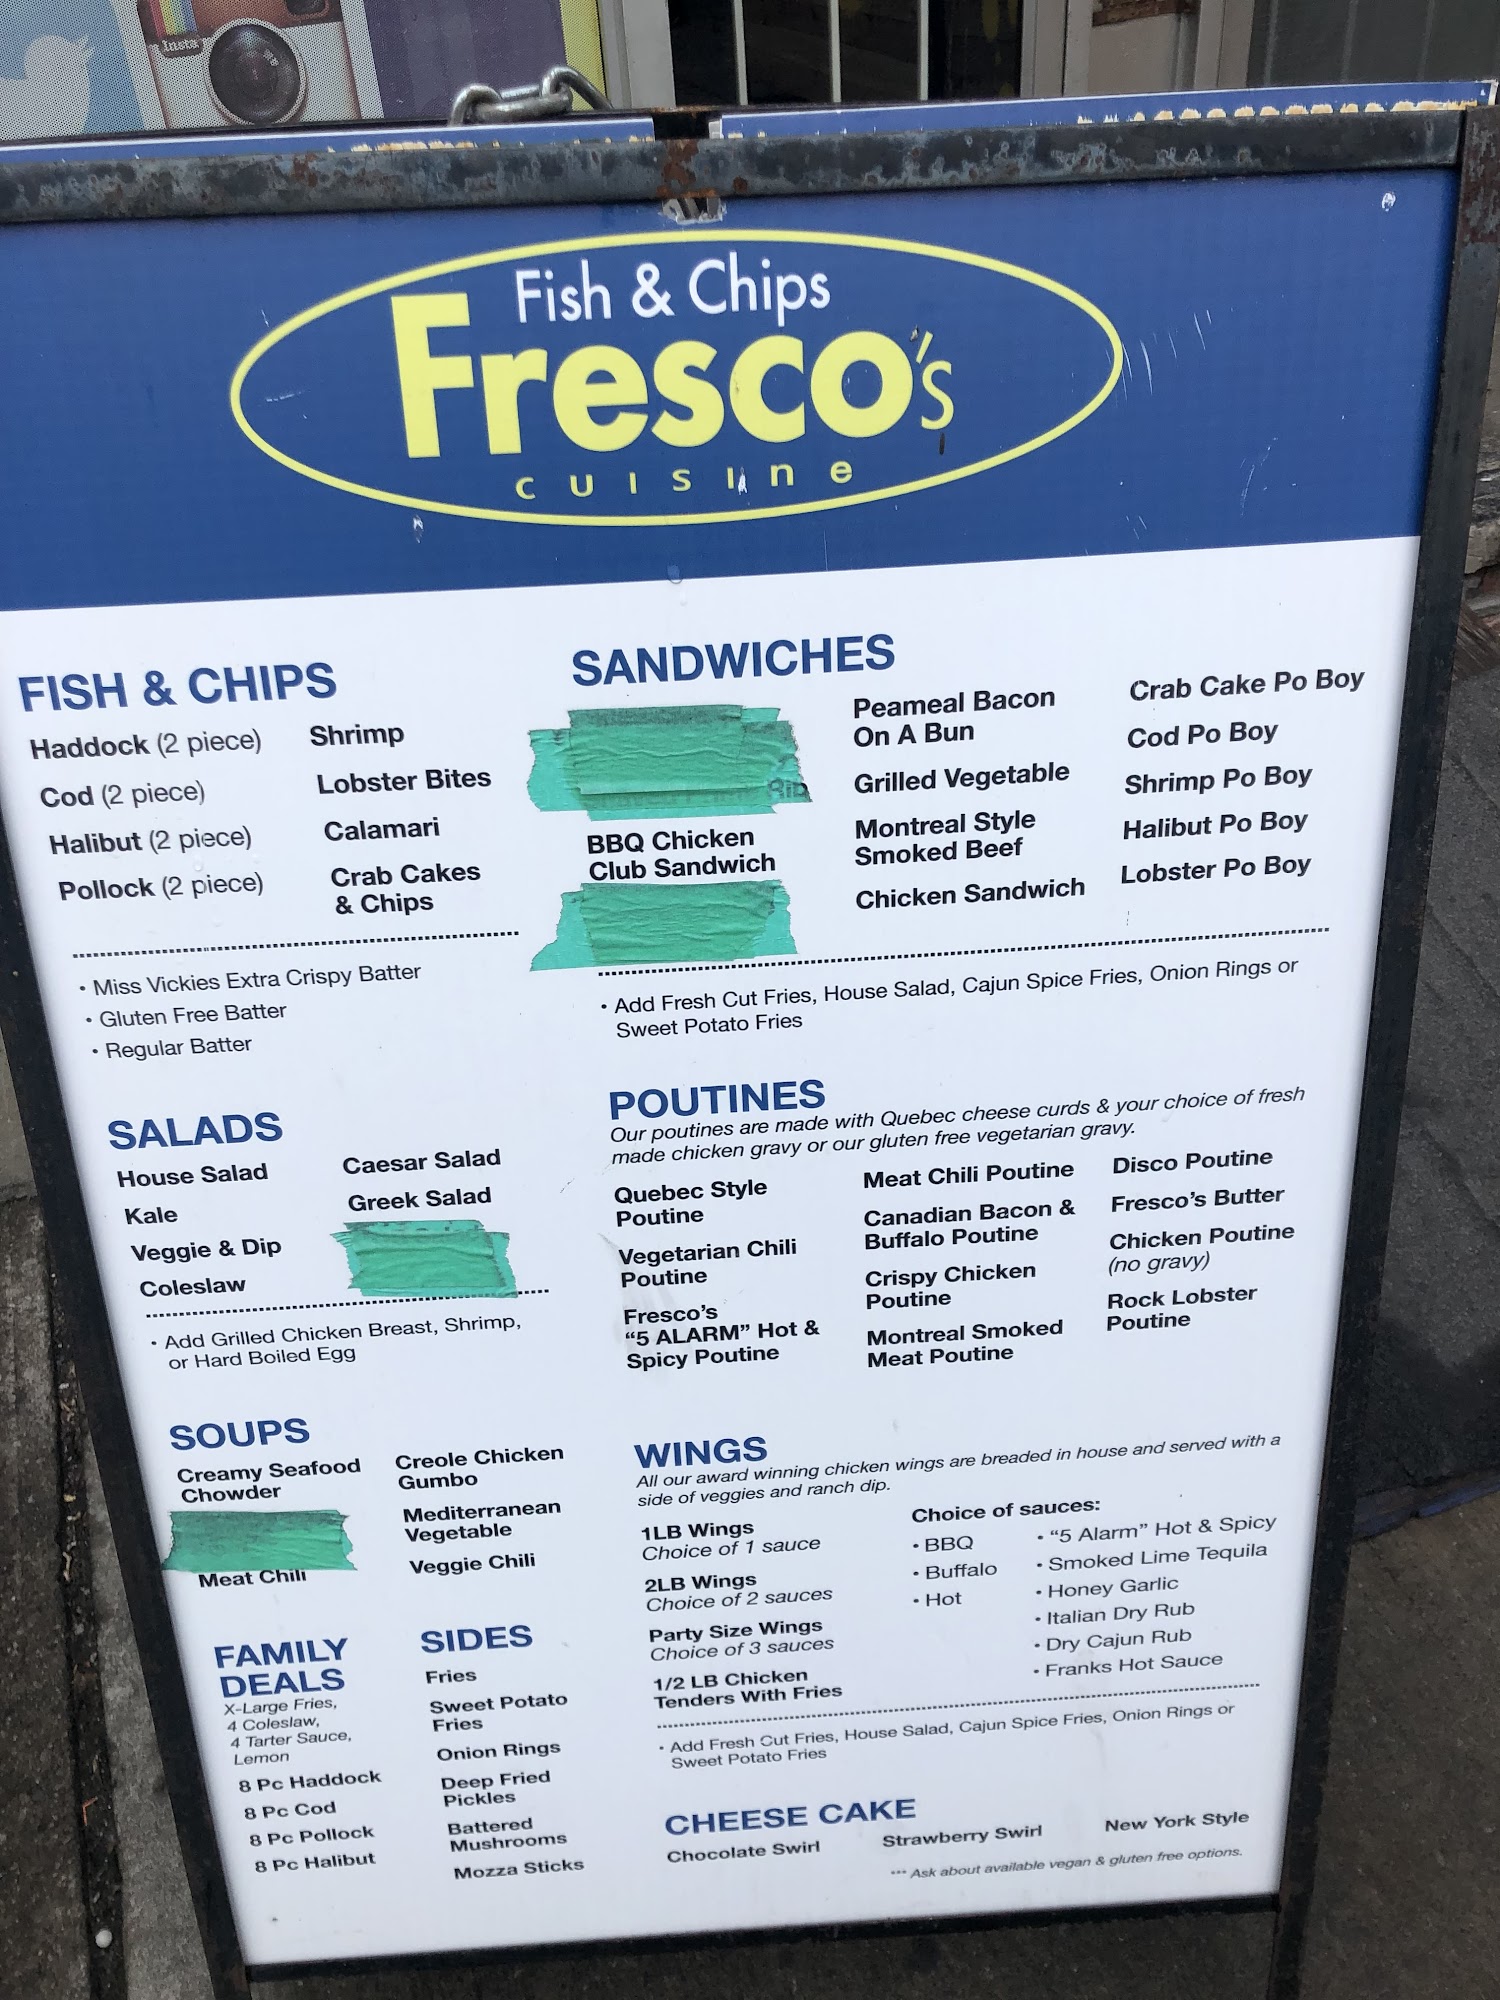 Insta
Fish & Chips
Fresco's
cuisine
FISH & CHIPS
Haddock (2 piece)
Cod (2 piece)
Halibut (2 piece)
Pollock (2 piece)
Shrimp
Lobster Bites
Calamari
Crab Cakes
& Chips
• Miss Vickies Extra Crispy Batter
• Gluten Free Batter
• Regular Batter
SANDWICHES
BBQ Chicken
Club Sandwich
Peameal Bacon
On A Bun
Grilled Vegetable
Montreal Style
Smoked Beef
Chicken Sandwich
Crab Cake Po Boy
Cod Po Boy
Shrimp Po Boy
Halibut Po Boy
Lobster Po Boy
• Add Fresh Cut Fries, House Salad, Cajun Spice Fries, Onion Rings or
Sweet Potato Fries
SALADS
House Salad
Kale
Veggie & Dip
Coleslaw
Caesar Salad
Greek Salad
• Add Grilled Chicken Breast, Shrimp,
or Hard Boiled Egg
POUTINES
Our poutines are made with Quebec cheese curds & your choice of fresh
made chicken gravy or our gluten free vegetarian gravy.
Quebec Style
Poutine
Vegetarian Chili
Poutine
Fresco's
"5 ALARM" Hot &
Spicy Poutine
Meat Chili Poutine
Canadian Bacon &
Buffalo Poutine
Crispy Chicken
Poutine
Montreal Smoked
Meat Poutine
Disco Poutine
Fresco's Butter
Chicken Poutine
(no gravy)
Rock Lobster
Poutine
SOUPS
Creamy Seafood
Chowder
Meat Chili
Creole Chicken
Gumbo
Mediterranean
Vegetable
Veggie Chili
WINGS
All our award winning chicken wings are breaded in house and served with a
side of veggies and ranch dip.
1LB Wings
Choice of 1 sauce
2LB Wings
Choice of 2 sauces
Party Size Wings
Choice of 3 sauces
1/2 LB Chicken
Tenders With Fries
Choice of sauces:
• BBQ
• Buffalo
• Hot
• "5 Alarm" Hot & Spicy
• Smoked Lime Tequila
• Honey Garlic
• Italian Dry Rub
• Dry Cajun Rub
• Franks Hot Sauce
• Add Fresh Cut Fries, House Salad, Cajun Spice Fries, Onion Rings or
Sweet Potato Fries
FAMILY
DEALS
X-Large Fries,
4 Coleslaw,
4 Tarter Sauce,
Lemon
8 Pc Haddock
8 Pc Cod
8 Pc Pollock
8 Pc Halibut
SIDES
Fries
Sweet Potato
Fries
Onion Rings
Deep Fried
Pickles
Battered
Mushrooms
Mozza Sticks
CHEESE CAKE
Chocolate Swirl
Strawberry Swirl
New York Style
*** Ask about available vegan & gluten free options.